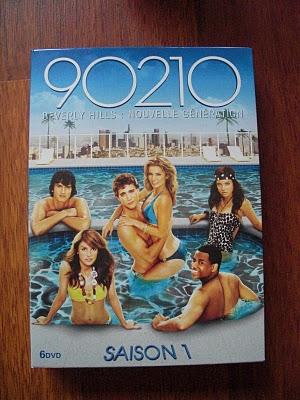 90210
BEVERLY HILLS : NOUVELLE GÉNÉRATION
6DVD
SAISON 1